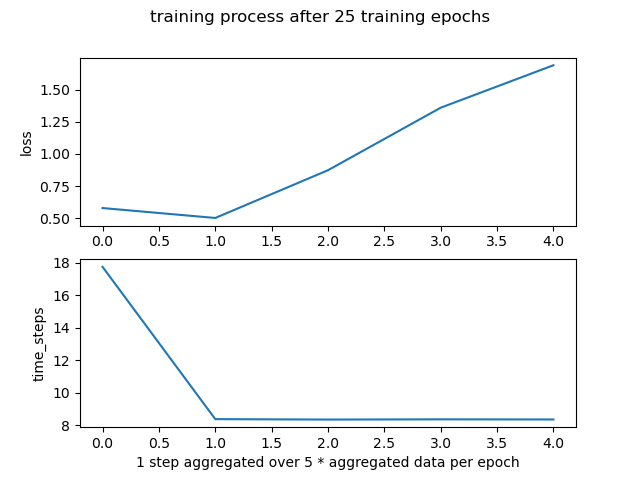 training process after 25 training epochs
loss
1.50
1.25
1.00
0.75
0.50
0.0 0.5 1.0 1.5 2.0 2.5 3.0 3.5 4.0
time_steps
18
16
14
12
10
8
0.0 0.5 1.0 1.5 2.0 2.5 3.0 3.5 4.0
1 step aggregated over 5 * aggregated data per epoch